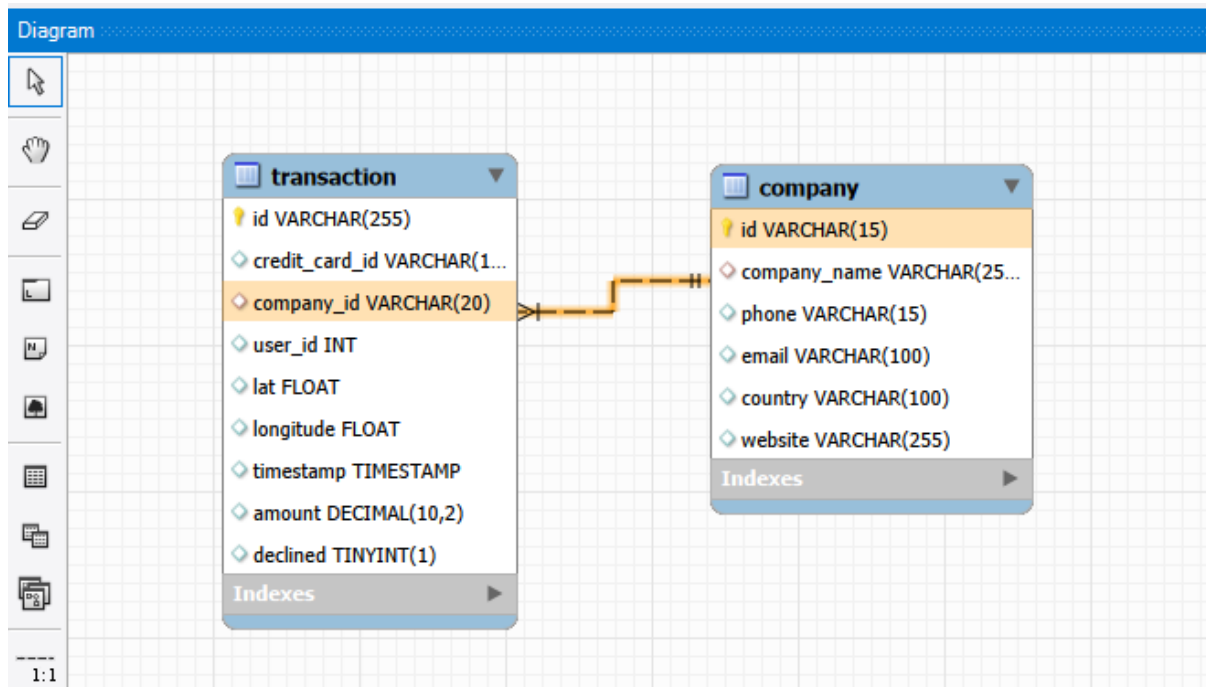 Diagram
transaction
id VARCHAR(255)
credit_card_id VARCHAR(1...
company_id VARCHAR(20)
user_id INT
lat FLOAT
longitude FLOAT
timestamp TIMESTAMP
amount DECIMAL(10,2)
declined TINYINT(1)
Indexes
company
id VARCHAR(15)
company_name VARCHAR(25...
phone VARCHAR(15)
email VARCHAR(100)
country VARCHAR(100)
website VARCHAR(255)
Indexes
L
N
1:1